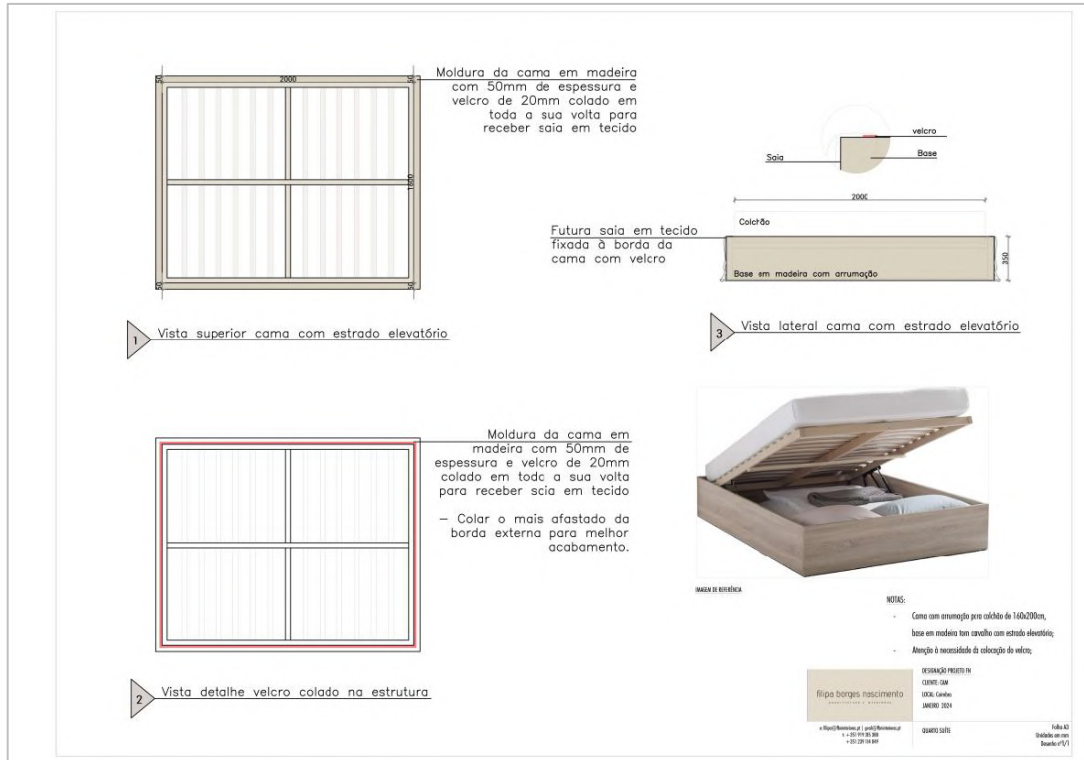 50
2000
50
1600
50
50
Moldura da cama em madeira
com 50mm de espessura e
velcro de 20mm colado em
toda a sua volta para
receber saia em tecido
1
Vista superior cama com estrado elevatório
velcro
Saia
Base
2000
Colchão
Futura saia em tecido
fixada à borda da
cama com velcro
Base em madeira com arrumação
350
3
Vista lateral cama com estrado elevatório
Moldura da cama em
madeira com 50mm de
espessura e velcro de 20mm
colado em toda a sua volta
para receber saia em tecido
– Colar o mais afastado da
borda externa para melhor
acabamento.
2
Vista detalhe velcro colado na estrutura
IMAGEM DE REFERÊNCIA
NOTAS:
- Cama com arrumação para colchão de 160x200cm,
base em madeira tom carvalho com estrado elevatório;
- Atenção à necessidade da colocação do velcro;
filipa borges nascimento
DESIGNAÇÃO PROJETO FN
LOCAL: Coimbra
JANEIRO 2024
QUARTO SUÍTE
Folha A3
Unidades em mm
Desenho nº1/1